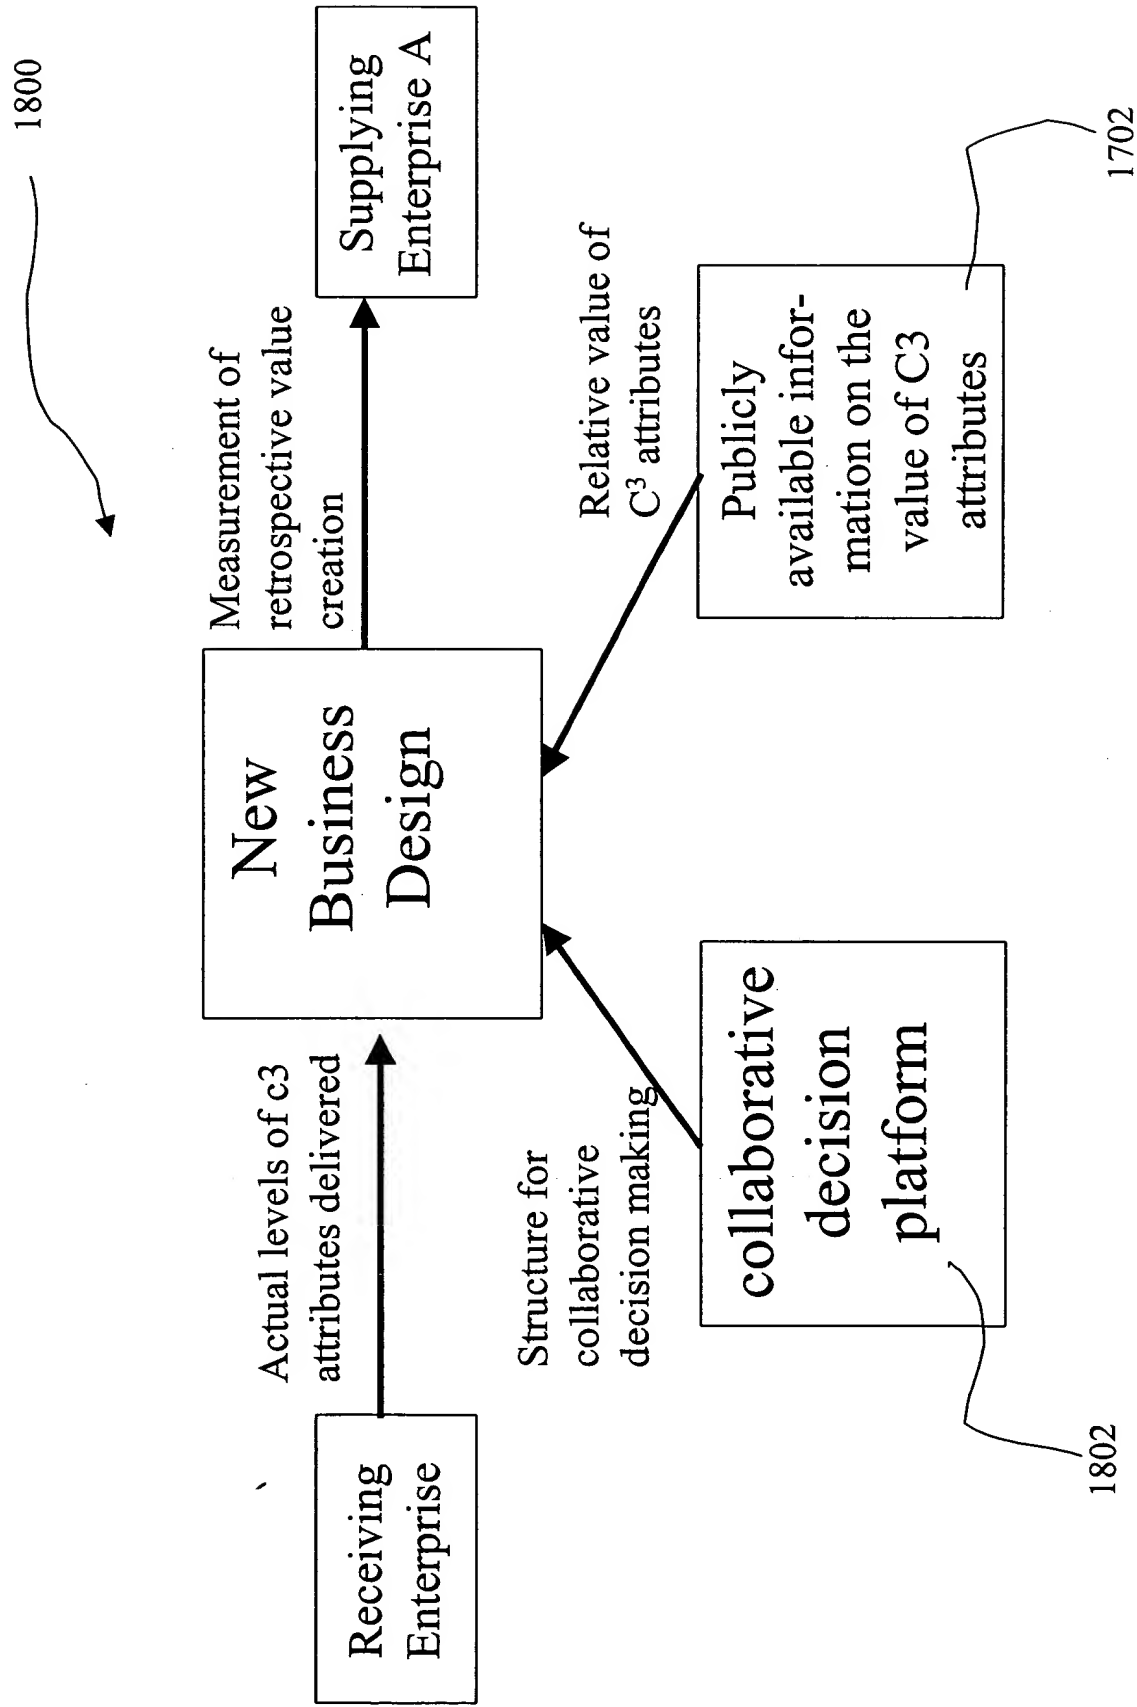 1800
Receiving
Enterprise
Actual levels of c3
attributes delivered
New
Business
Design
Measurement of
retrospective value
creation
Supplying
Enterprise A
Structure for
collaborative
decision making
collaborative
decision
platform
1802
Relative value of
C³ attributes
Publicly
available infor-
mation on the
value of C3
attributes
1702